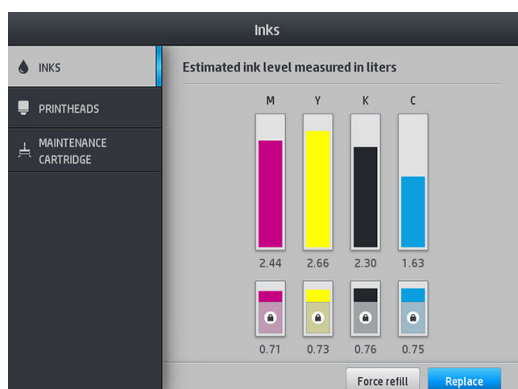 Inks
INKS
PRINTHEADS
MAINTENANCE
CARTRIDGE
Estimated ink level measured in liters
M Y K C
2.44 2.66 2.30 1.63
0.71 0.73 0.76 0.75
Force refill Replace